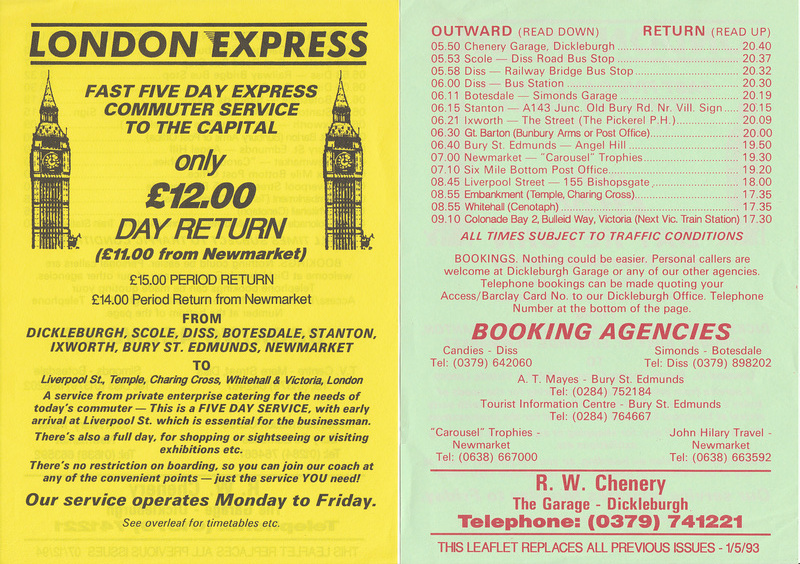 LONDON EXPRESS
FAST FIVE DAY EXPRESS
COMMUTER SERVICE
TO THE CAPITAL
only
£12.00
DAY RETURN
(£11.00 from Newmarket)
£15.00 PERIOD RETURN
£14.00 Period Return from Newmarket
FROM
DICKLEBURGH, SCOLE, DISS, BOTESDALE, STANTON,
IXWORTH, BURY ST. EDMUNDS, NEWMARKET
TO
Liverpool St., Temple, Charing Cross, Whitehall & Victoria, London
A service from private enterprise catering for the needs of
today's commuter — This is a FIVE DAY SERVICE, with early
arrival at Liverpool St. which is essential for the businessman.
There's also a full day, for shopping or sightseeing or visiting
exhibitions etc.
There's no restriction on boarding, so you can join our coach at
any of the convenient points — just the service YOU need!
Our service operates Monday to Friday.
See overleaf for timetables etc.
OUTWARD (READ DOWN) RETURN (READ UP)
05.50 Chenery Garage, Dickleburgh 20.40
05.53 Scole — Diss Road Bus Stop 20.37
05.58 Diss — Railway Bridge Bus Stop 20.32
06.00 Diss — Bus Station 20.30
06.11 Botesdale — Simonds Garage 20.19
06.15 Stanton — A143 Junc. Old Bury Rd. Nr. Vill. Sign 20.15
06.21 Ixworth — The Street (The Pickerel P.H.) 20.09
06.30 Gt. Barton (Bunbury Arms or Post Office) 20.00
06.40 Bury St. Edmunds — Angel Hill 19.50
07.00 Newmarket — "Carousel" Trophies 19.30
07.10 Six Mile Bottom Post Office 19.20
08.45 Liverpool Street — 155 Bishopsgate 18.00
08.55 Embankment (Temple, Charing Cross) 17.35
08.55 Whitehall (Cenotaph) 17.35
09.10 Colonade Bay 2, Bulleid Way, Victoria (Next Vic. Train Station) 17.30
ALL TIMES SUBJECT TO TRAFFIC CONDITIONS
BOOKINGS. Nothing could be easier. Personal callers are
welcome at Dickleburgh Garage or any of our other agencies.
Telephone bookings can be made quoting your
Access/Barclay Card No. to our Dickleburgh Office. Telephone
Number at the bottom of the page.
BOOKING AGENCIES
Candies - Diss
Tel: (0379) 642060
Simonds - Botesdale
Tel: Diss (0379) 898202
A. T. Mayes - Bury St. Edmunds
Tel: (0284) 752184
Tourist Information Centre - Bury St. Edmunds
Tel: (0284) 764667
"Carousel" Trophies -
Newmarket
Tel: (0638) 667000
John Hilary Travel -
Newmarket
Tel: (0638) 663592
R. W. Chenery
The Garage - Dickleburgh
Telephone: (0379) 741221
THIS LEAFLET REPLACES ALL PREVIOUS ISSUES - 1/5/93